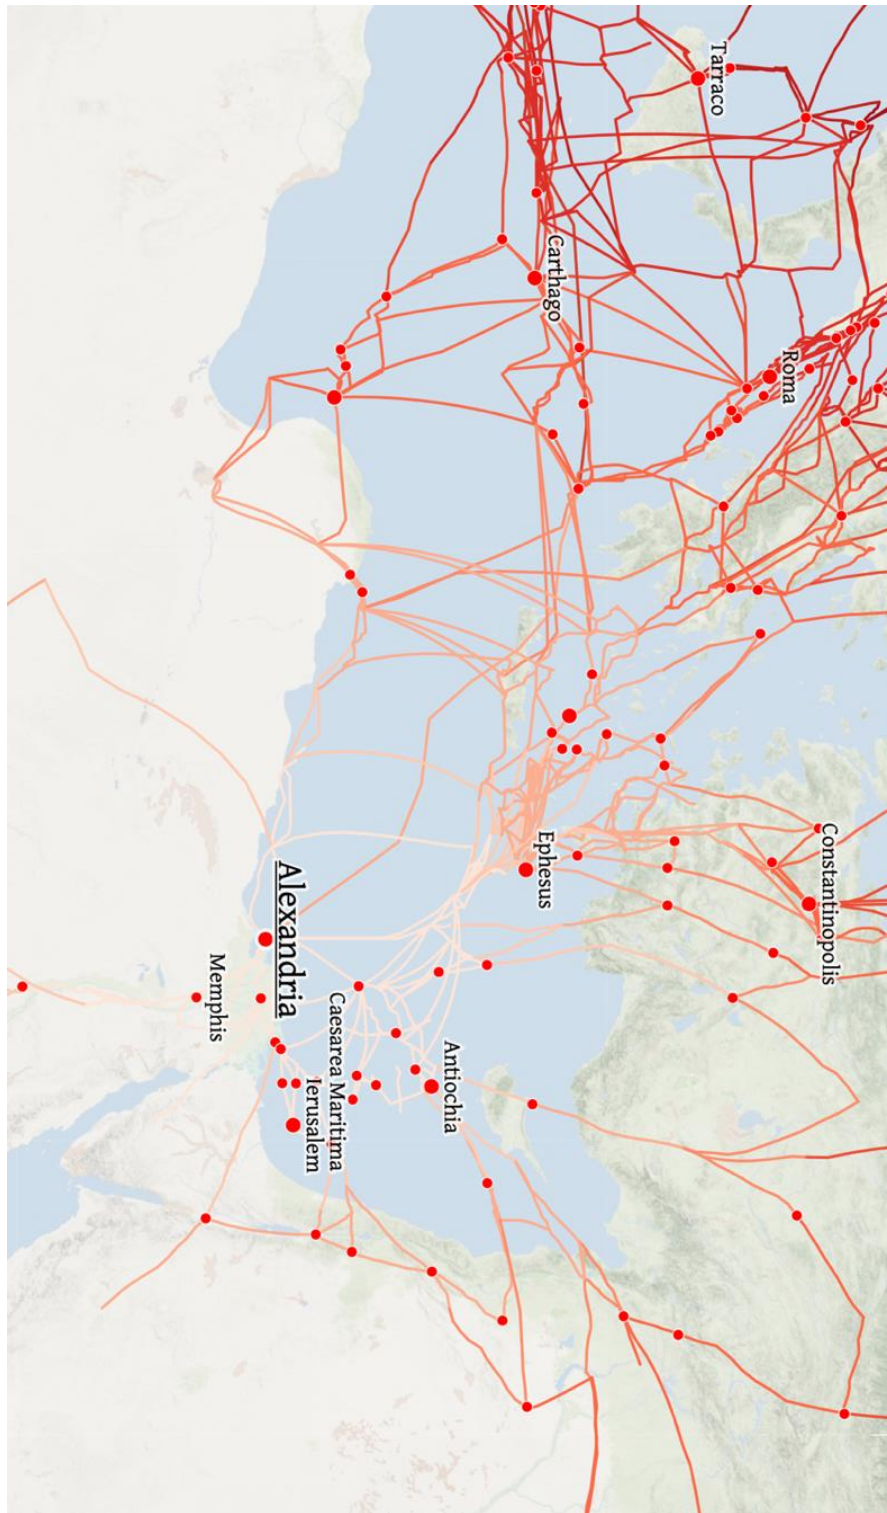 Tarraco
Carthago
Roma
Constantinopolis
Ephesus
Alexandria
Memphis
Caesarea Maritima
Ierusalem
Antiochia